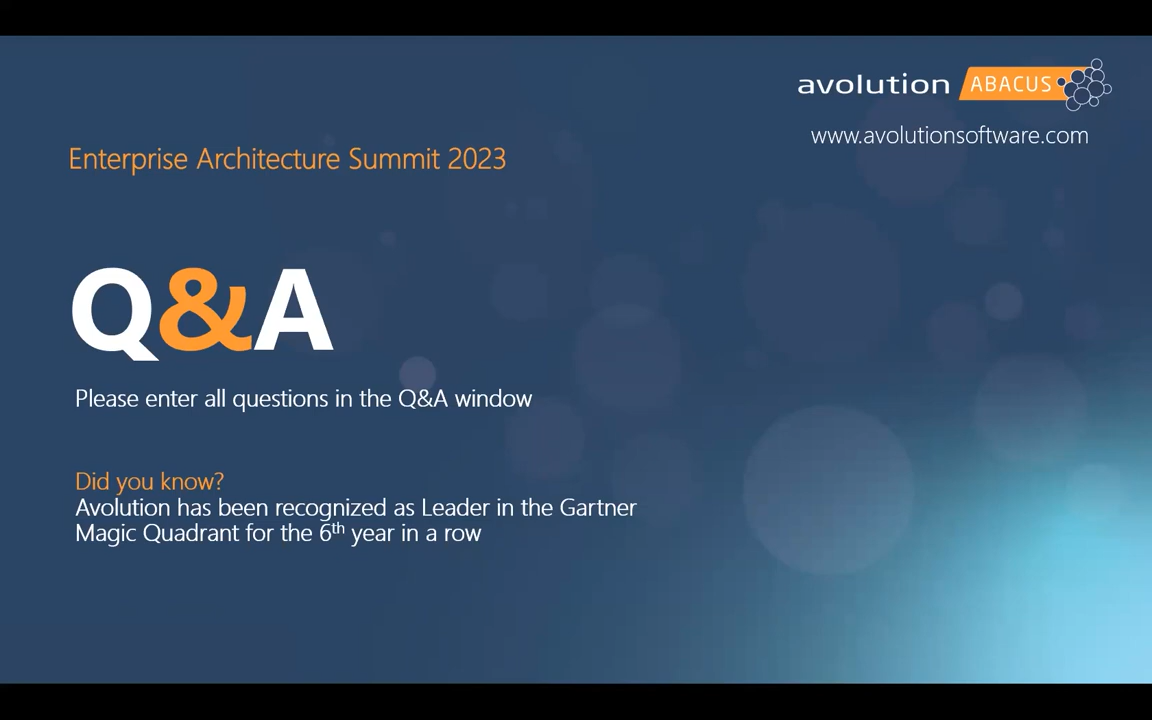 avolution ABACUS
www.avolutionsoftware.com
Enterprise Architecture Summit 2023
Q&A
Please enter all questions in the Q&A window
Did you know?
Avolution has been recognized as Leader in the Gartner
Magic Quadrant for the 6th year in a row